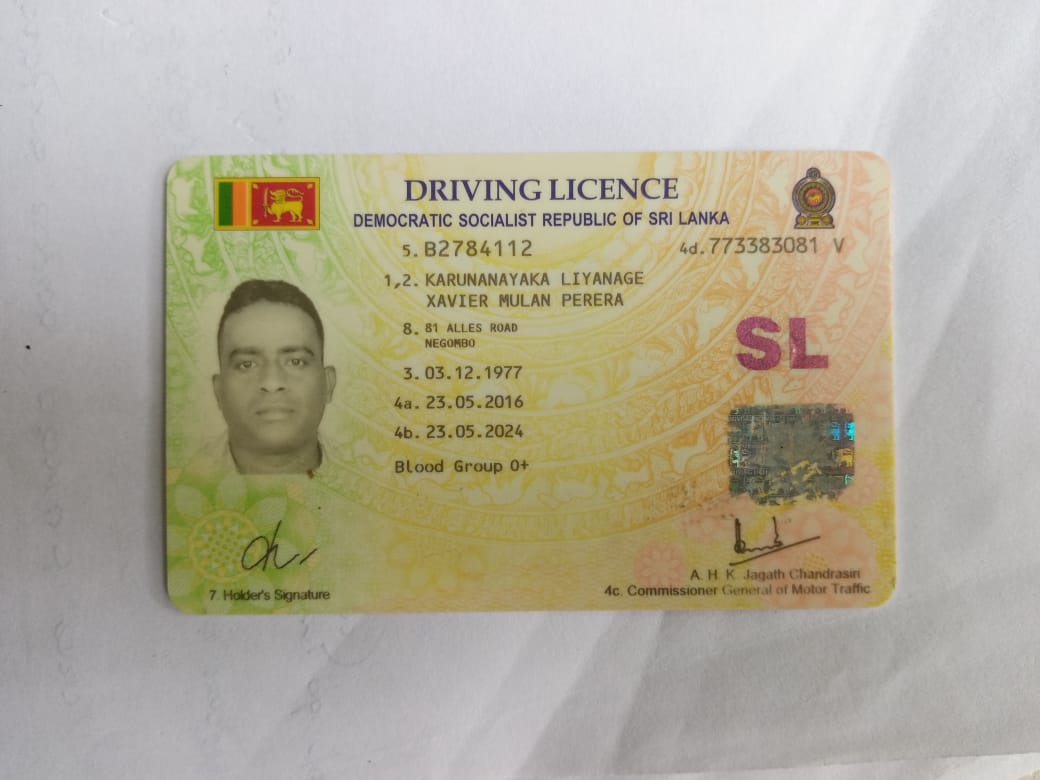 DRIVING LICENCE
DEMOCRATIC SOCIALIST REPUBLIC OF SRI LANKA
5. B2784112 4d. 773383081 V
1,2. KARUNANAYAKA LIYANAGE
XAVIER MULAN PERERA
8. 81 ALLES ROAD
NEGOMBO
SL
3. 03.12.1977
4a. 23.05.2016
4b. 23.05.2024
Blood Group O+
A. H. K. Jagath Chandrasiri
7. Holder's Signature 4c. Commissioner General of Motor Traffic